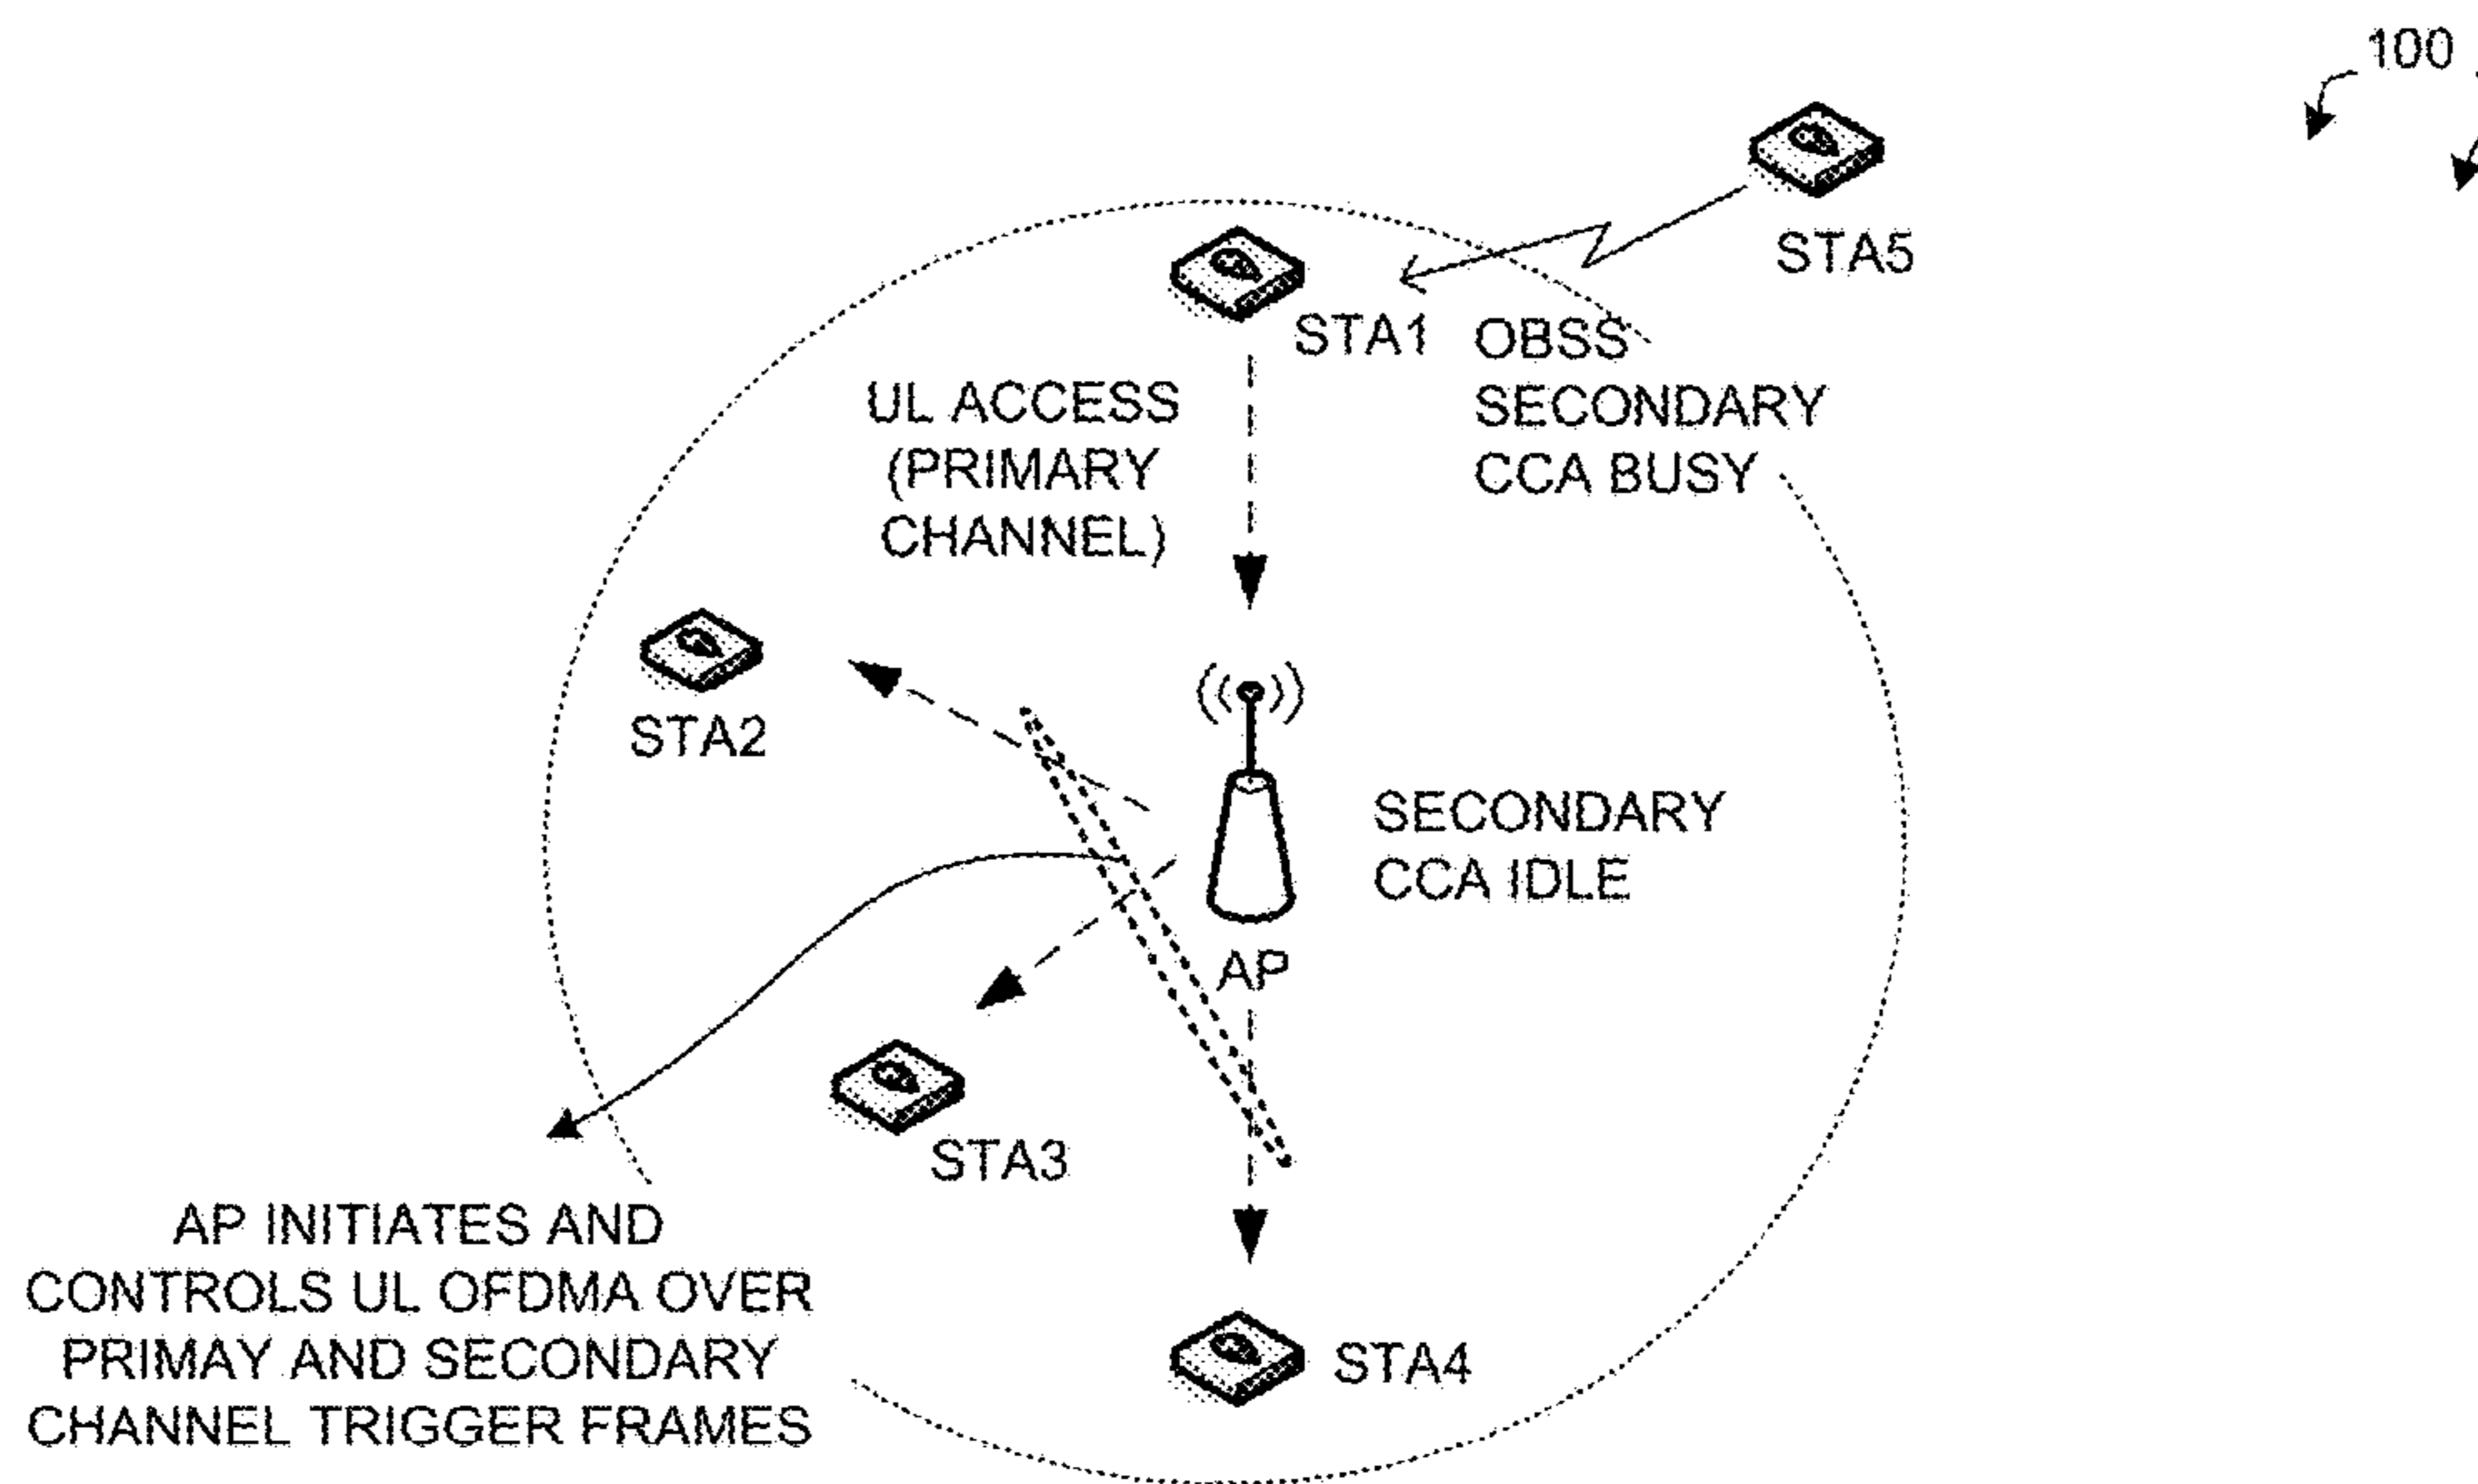 100
STA5
STA1
OBSS
SECONDARY
CCA BUSY
UL ACCESS
(PRIMARY
CHANNEL)
STA2
SECONDARY
CCA IDLE
AP
STA3
AP INITIATES AND
CONTROLS UL OFDMA OVER
PRIMAY AND SECONDARY
CHANNEL TRIGGER FRAMES
STA4